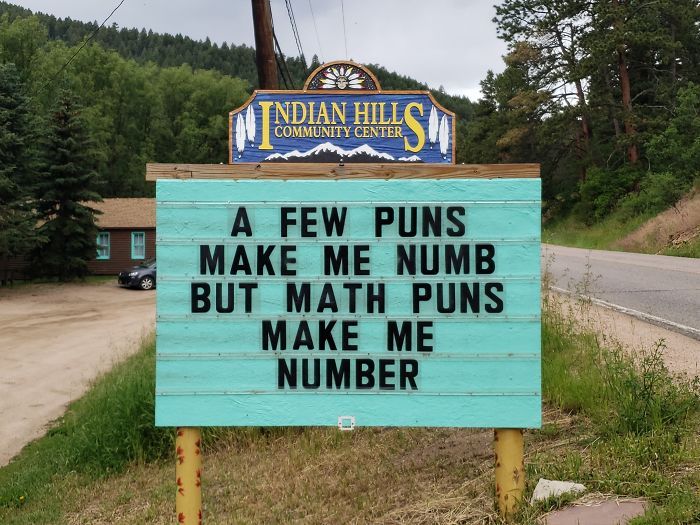 INDIAN HILLS
COMMUNITY CENTER
A FEW PUNS
MAKE ME NUMB
BUT MATH PUNS
MAKE ME
NUMBER